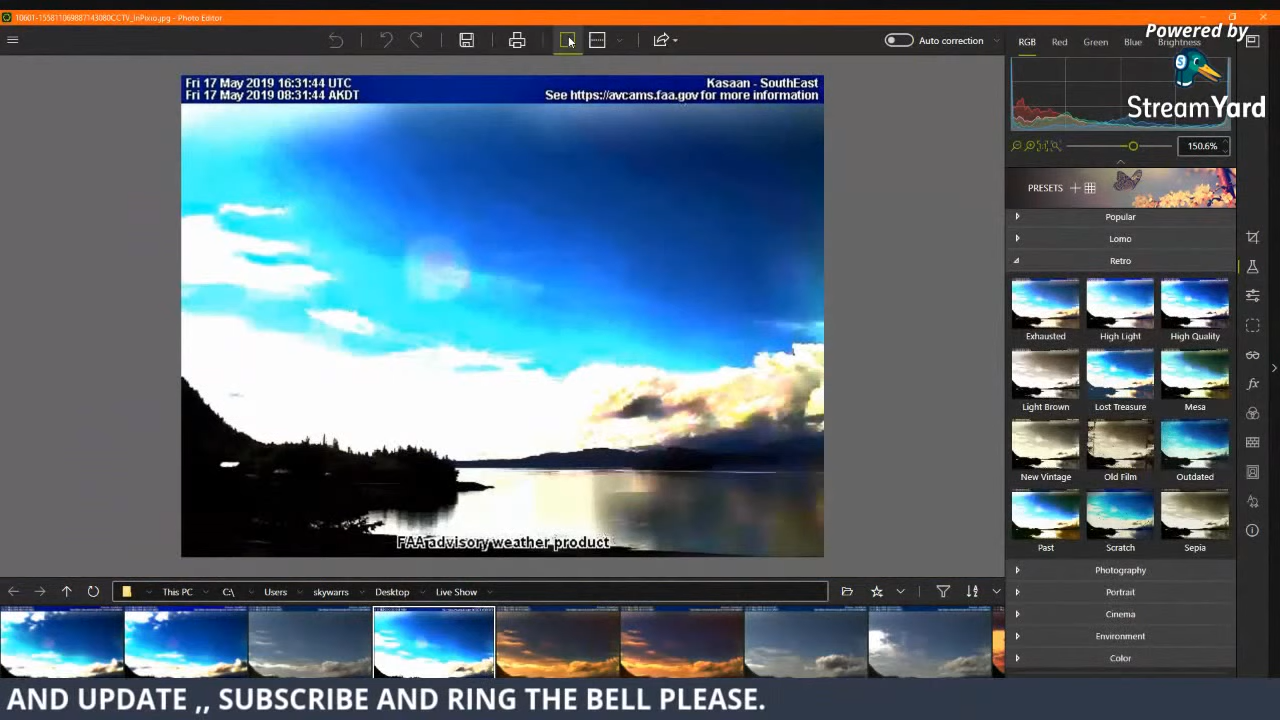 10601-1558110698871430B0CCTV_InPixio.jpg - Photo Editor
Powered by
StreamYard
Auto correction
RGB Red Green Blue Brightness
150.6%
Fri 17 May 2019 16:31:44 UTC
Fri 17 May 2019 08:31:44 AKDT
Kasaan - SouthEast
See https://avcams.faa.gov for more information
FAA advisory weather product
PRESETS
Popular
Lomo
Retro
Exhausted High Light High Quality
Light Brown Lost Treasure Mesa
New Vintage Old Film Outdated
Past Scratch Sepia
Photography
Portrait
Cinema
Environment
Color
This PC C:\ Users skywarrs Desktop Live Show
AND UPDATE ,, SUBSCRIBE AND RING THE BELL PLEASE.